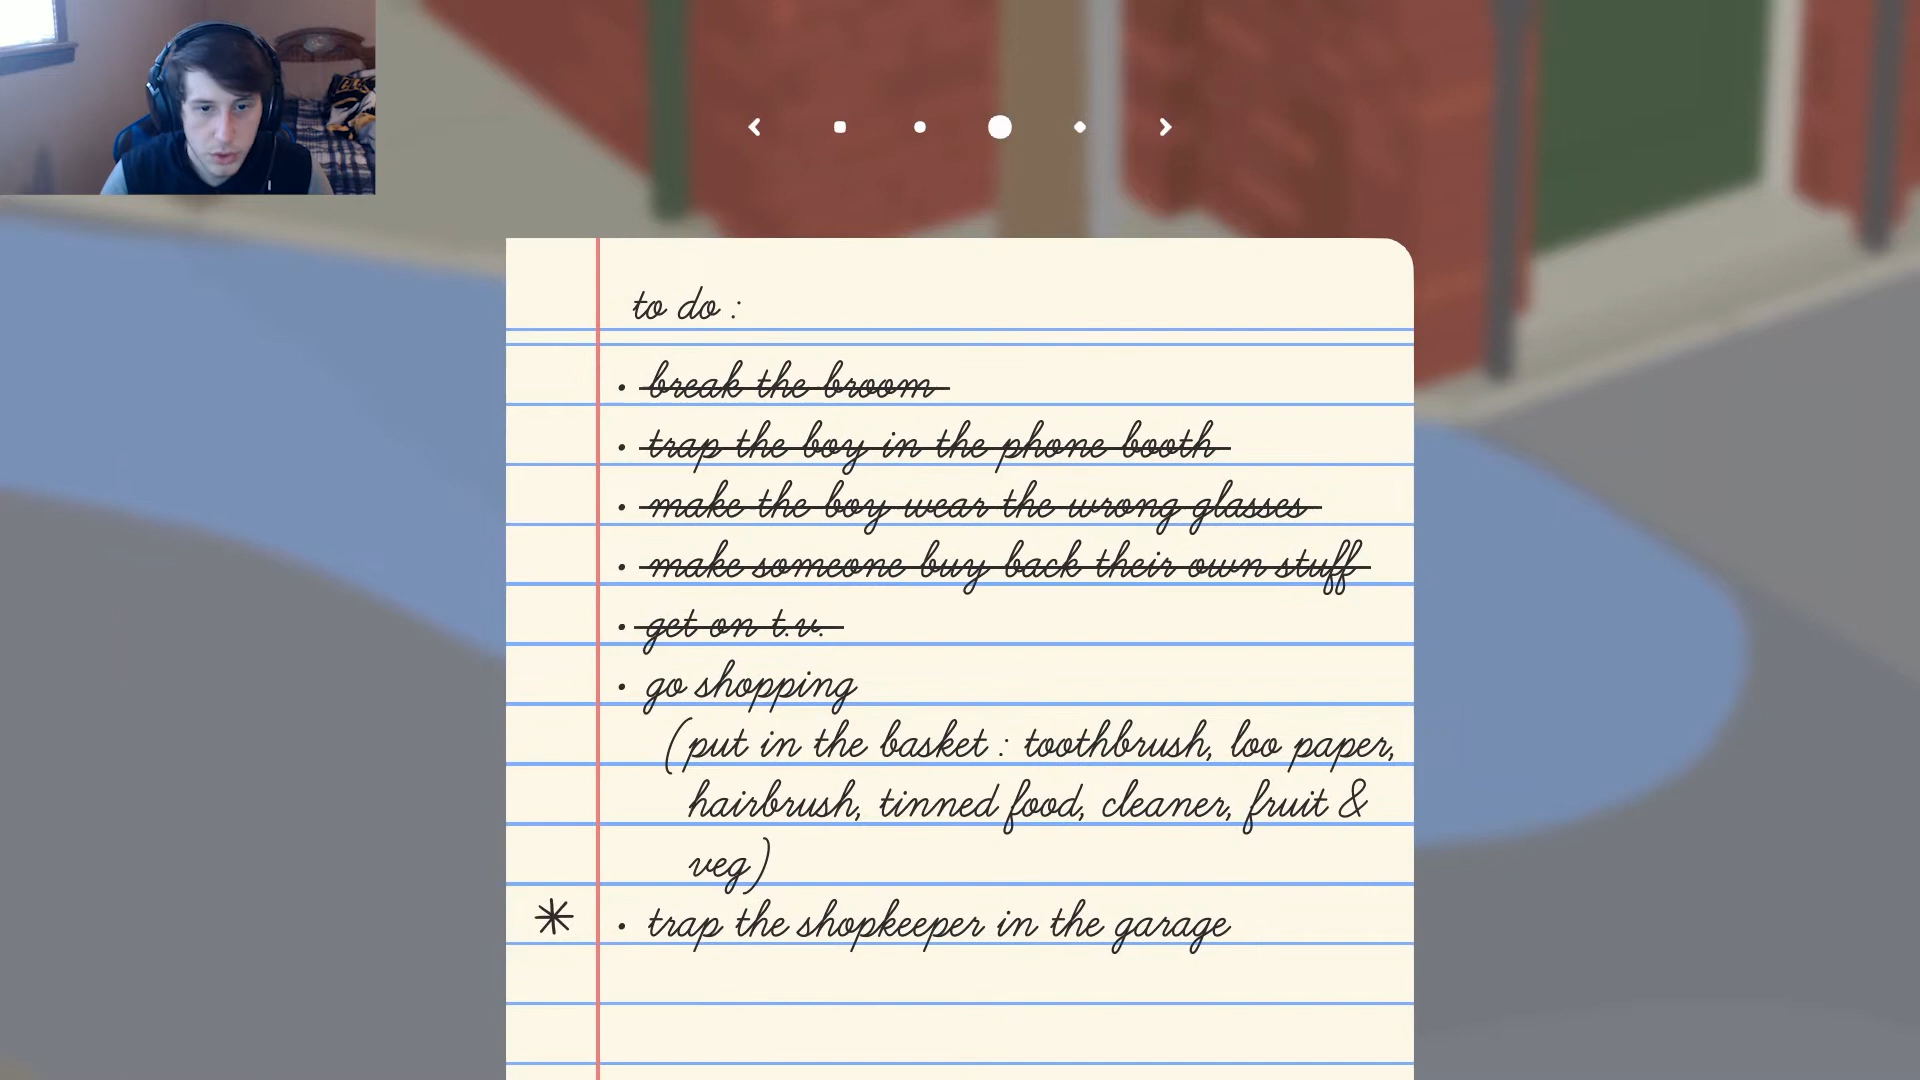 to do :
• break the broom
• trap the boy in the phone booth
• make the boy wear the wrong glasses
• make someone buy back their own stuff
• get on t.v.
• go shopping
(put in the basket : toothbrush, loo paper,
hairbrush, tinned food, cleaner, fruit &
veg)
* • trap the shopkeeper in the garage